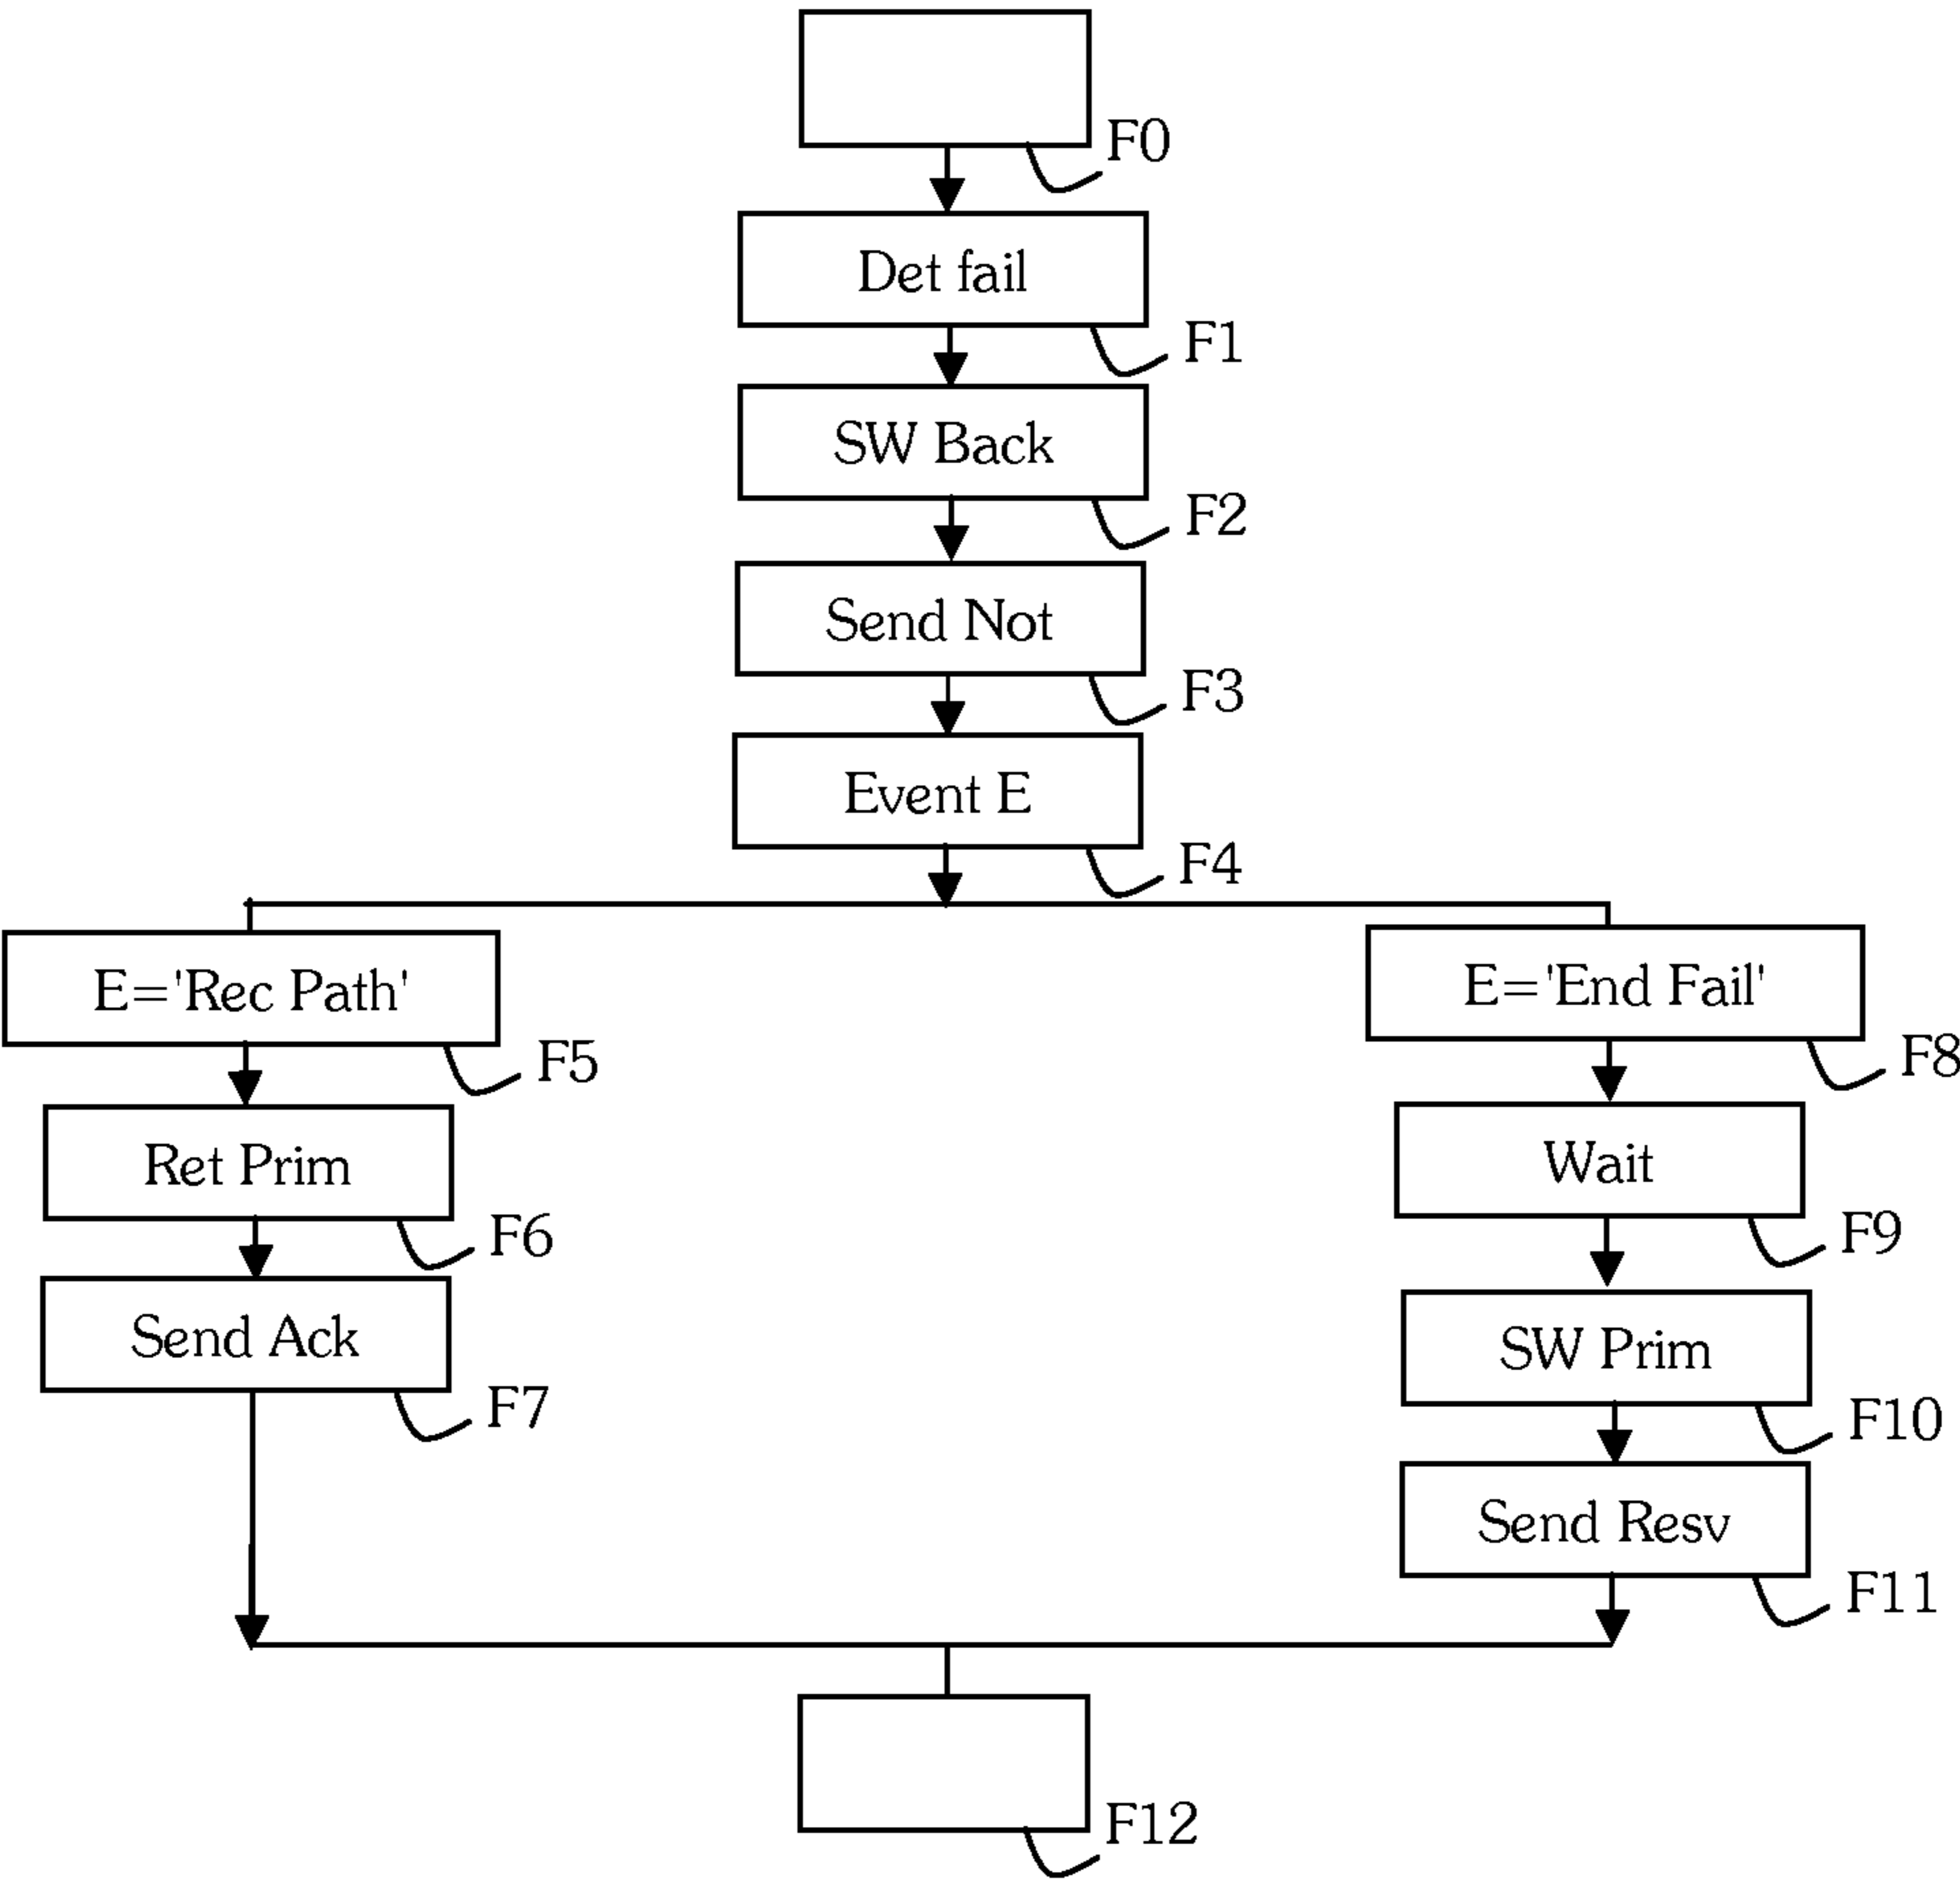 F0
Det fail
F1
SW Back
F2
Send Not
F3
Event E
F4
E='Rec Path'
F5
Ret Prim
F6
Send Ack
F7
E='End Fail'
F8
Wait
F9
SW Prim
F10
Send Resv
F11
F12